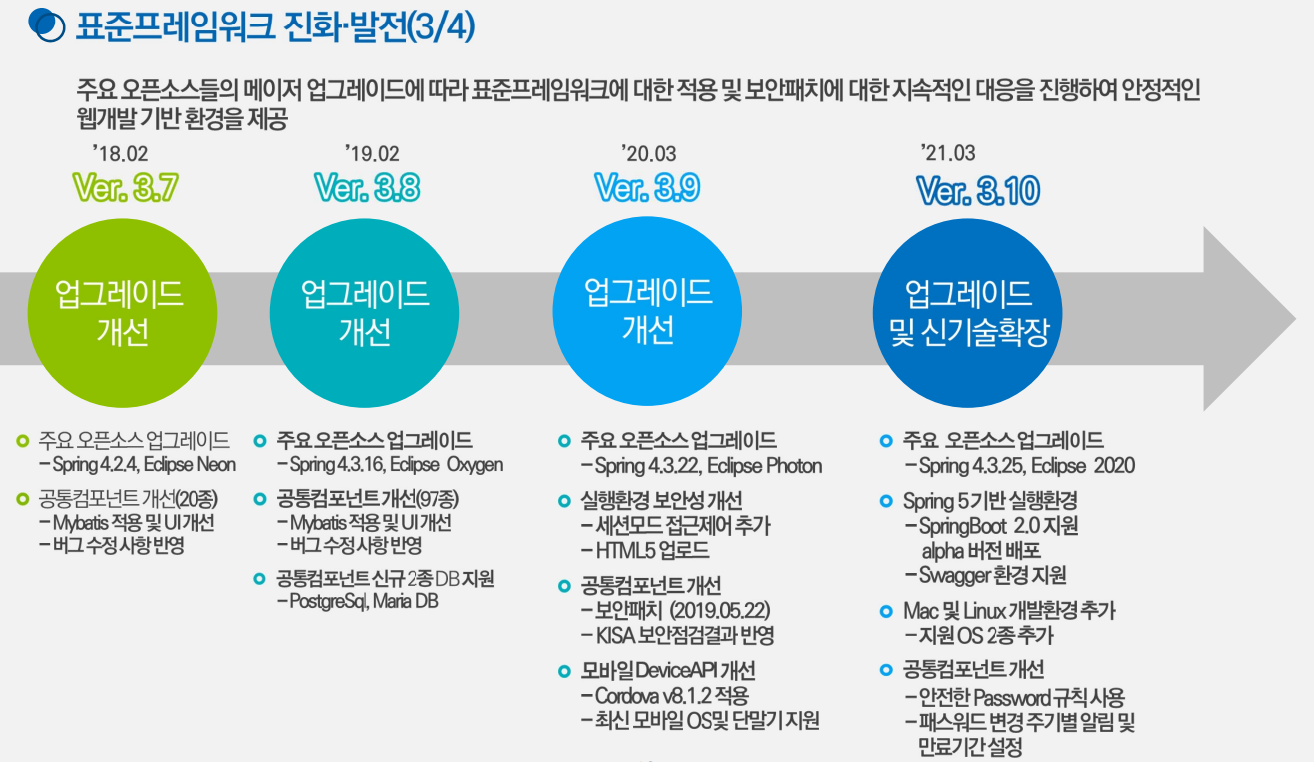 표준프레임워크 진화·발전(3/4)
주요 오픈소스들의 메이저 업그레이드에 따라 표준프레임워크에 대한 적용 및 보안패치에 대한 지속적인 대응을 진행하여 안정적인
웹개발 기반 환경을 제공
'18.02
Ver. 3.7
업그레이드
개선
주요 오픈소스 업그레이드
– Spring 4.2.4, Eclipse Neon
공통컴포넌트 개선(20종)
– Mybatis 적용 및 UI 개선
– 버그 수정 사항 반영
'19.02
Ver. 3.8
업그레이드
개선
주요 오픈소스 업그레이드
– Spring 4.3.16, Eclipse Oxygen
공통컴포넌트 개선(97종)
– Mybatis 적용 및 UI 개선
– 버그 수정 사항 반영
공통컴포넌트 신규 2종 DB 지원
– PostgreSql, Maria DB
'20.03
Ver. 3.9
업그레이드
개선
주요 오픈소스 업그레이드
– Spring 4.3.22, Eclipse Photon
실행환경 보안성 개선
– 세션모드 접근제어 추가
– HTML5 업로드
공통컴포넌트 개선
– 보안패치 (2019.05.22)
– KISA 보안점검결과 반영
모바일 DeviceAPI 개선
– Cordova v8.1.2 적용
– 최신 모바일 OS및 단말기 지원
'21.03
Ver. 3.10
업그레이드
및 신기술확장
주요 오픈소스 업그레이드
– Spring 4.3.25, Eclipse 2020
Spring 5 기반 실행환경
– SpringBoot 2.0 지원
alpha 버전 배포
– Swagger 환경 지원
Mac 및 Linux 개발환경 추가
– 지원 OS 2종 추가
공통컴포넌트 개선
– 안전한 Password 규칙 사용
– 패스워드 변경 주기별 알림 및
만료기간 설정